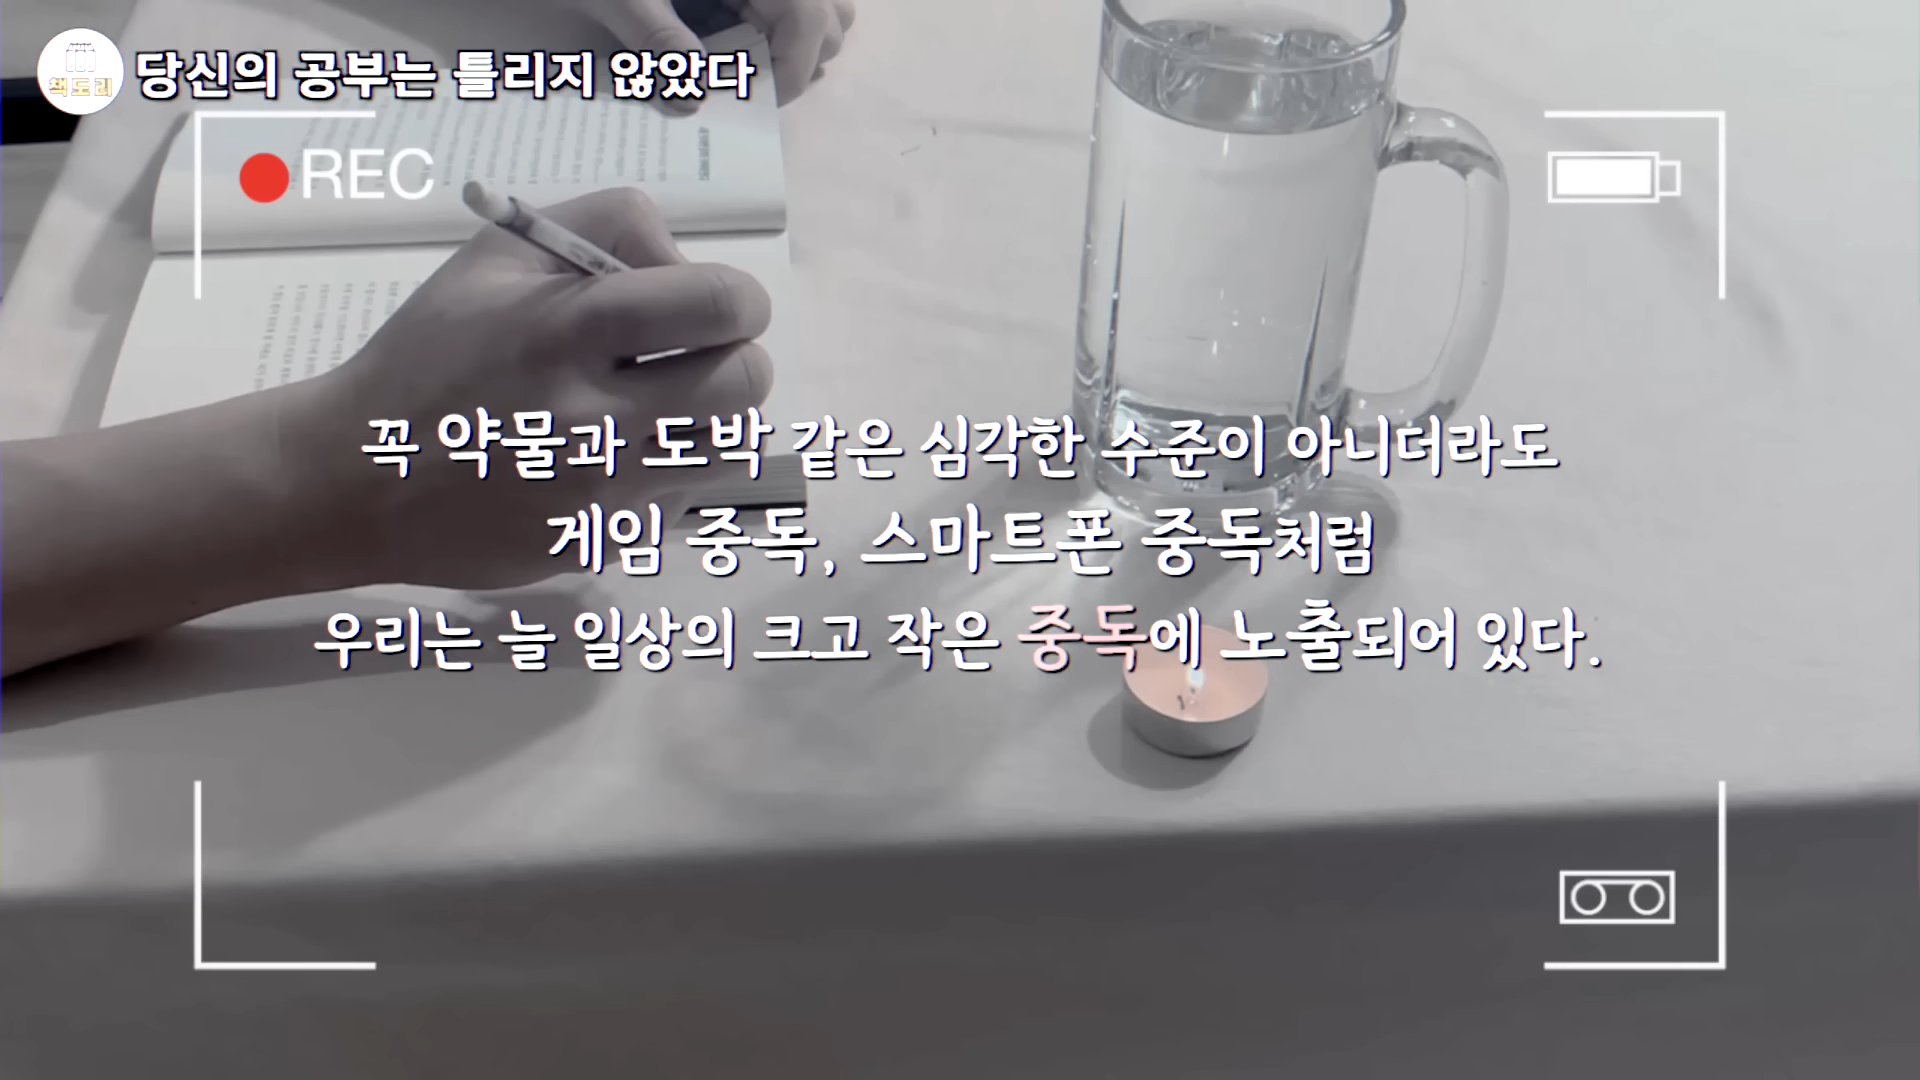 책도리
당신의 공부는 틀리지 않았다
REC
꼭 약물과 도박 같은 심각한 수준이 아니더라도
게임 중독, 스마트폰 중독처럼
우리는 늘 일상의 크고 작은 중독에 노출되어 있다.